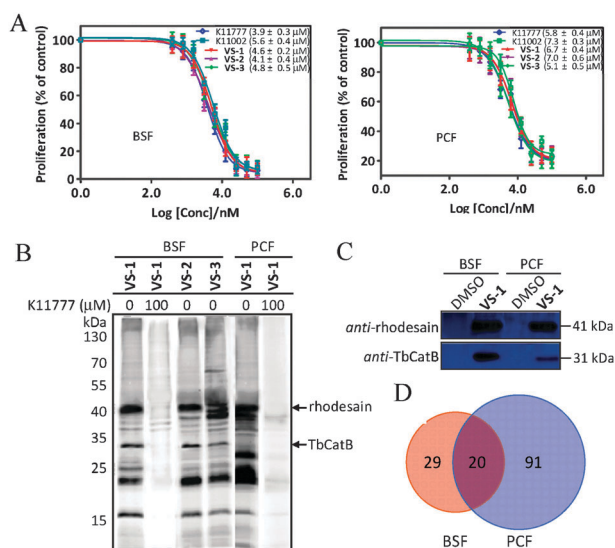 A
Proliferation (% of control)
100
80
60
40
20
0
0.0
2.0
4.0
6.0
Log [Conc]/nM
BSF
K11777 (3.9 ± 0.3 µM)
K11002 (5.6 ± 0.4 µM)
VS-1 (4.6 ± 0.2 µM)
VS-2 (4.1 ± 0.4 µM)
VS-3 (4.8 ± 0.5 µM)
Proliferation (% of control)
100
80
60
40
20
0.0
2.0
4.0
6.0
Log [Conc]/nM
PCF
K11777 (5.8 ± 0.4 µM)
K11002 (7.3 ± 0.3 µM)
VS-1 (6.7 ± 0.4 µM)
VS-2 (7.0 ± 0.6 µM)
VS-3 (5.1 ± 0.5 µM)
B
BSF PCF
VS-1 VS-1 VS-2 VS-3 VS-1 VS-1
K11777 (µM) 0 100 0 0 0 100
kDa
130
70
55
40
35
25
15
rhodesain
TbCatB
C
BSF PCF
DMSO VS-1 DMSO VS-1
anti-rhodesain 41 kDa
anti-TbCatB 31 kDa
D
29 20 91
BSF PCF